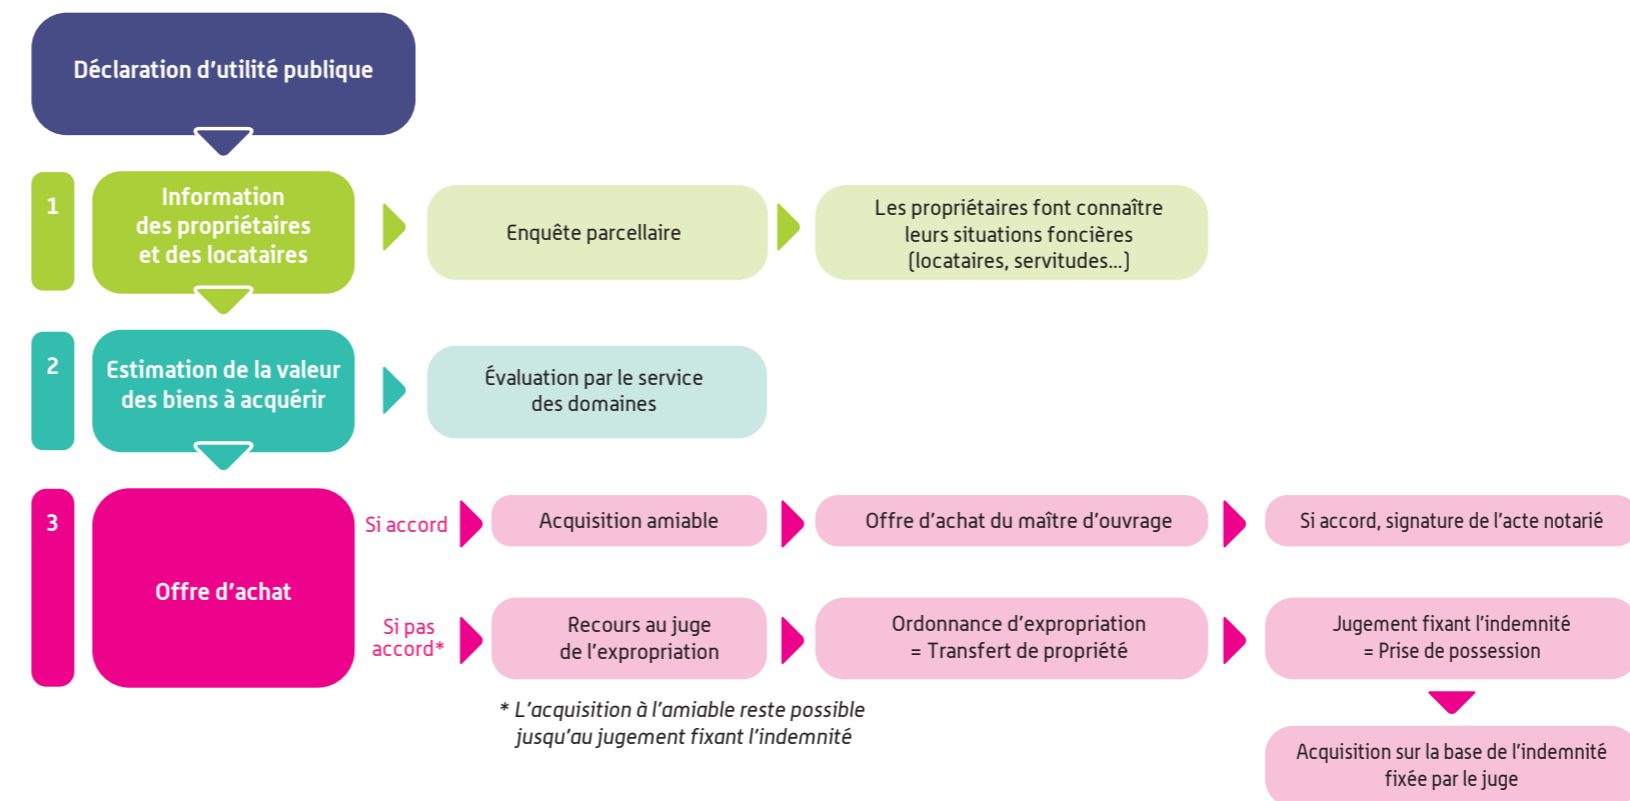 Déclaration d'utilité publique
1
Information
des propriétaires
et des locataires
Enquête parcellaire
Les propriétaires font connaître
leurs situations foncières
(locataires, servitudes...)
2
Estimation de la valeur
des biens à acquérir
Évaluation par le service
des domaines
3
Offre d'achat
Si accord
Acquisition amiable
Offre d'achat du maître d'ouvrage
Si accord, signature de l'acte notarié
Si pas
accord*
Recours au juge
de l'expropriation
Ordonnance d'expropriation
= Transfert de propriété
Jugement fixant l'indemnité
= Prise de possession
* L'acquisition à l'amiable reste possible
jusqu'au jugement fixant l'indemnité
Acquisition sur la base de l'indemnité
fixée par le juge